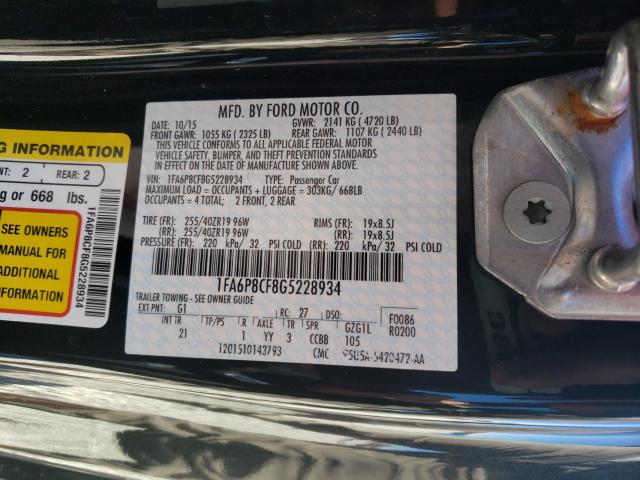 MFD. BY FORD MOTOR CO.
DATE: 10/15 GVWR: 2141 KG ( 4720 LB)
FRONT GAWR: 1055 KG ( 2325 LB) REAR GAWR: 1107 KG ( 2440 LB)
THIS VEHICLE CONFORMS TO ALL APPLICABLE FEDERAL MOTOR
VEHICLE SAFETY, BUMPER, AND THEFT PREVENTION STANDARDS
IN EFFECT ON THE DATE OF MANUFACTURE SHOWN ABOVE.
VIN: 1FA6P8CF8G5228934 TYPE: Passenger Car
MAXIMUM LOAD = OCCUPANTS + LUGGAGE = 303KG/ 668LB
OCCUPANTS = 4 TOTAL: 2 FRONT, 2 REAR
TIRE (FR): 255/40ZR19 96W RIMS (FR): 19x8.5J
(RR): 255/40ZR19 96W (RR): 19x8.5J
PRESSURE (FR): 220 kPa/ 32 PSI COLD (RR) 220 kPa/ 32 PSI COLD
1FA6P8CF8G5228934
TRAILER TOWING - SEE OWNER GUIDE
EXT PNT: G1 RC: 27 DSO: F0086
INT TR TP/PS R AXLE TR SPR GZG1L R0200
21 1 YY 3 CCBB 105
1201510143793 CMC
NG INFORMATION
NT: 2 REAR: 2
kg or 668 lbs.
SEE OWNERS
MANUAL FOR
ADDITIONAL
INFORMATION
1FA6P8CF8G5228934